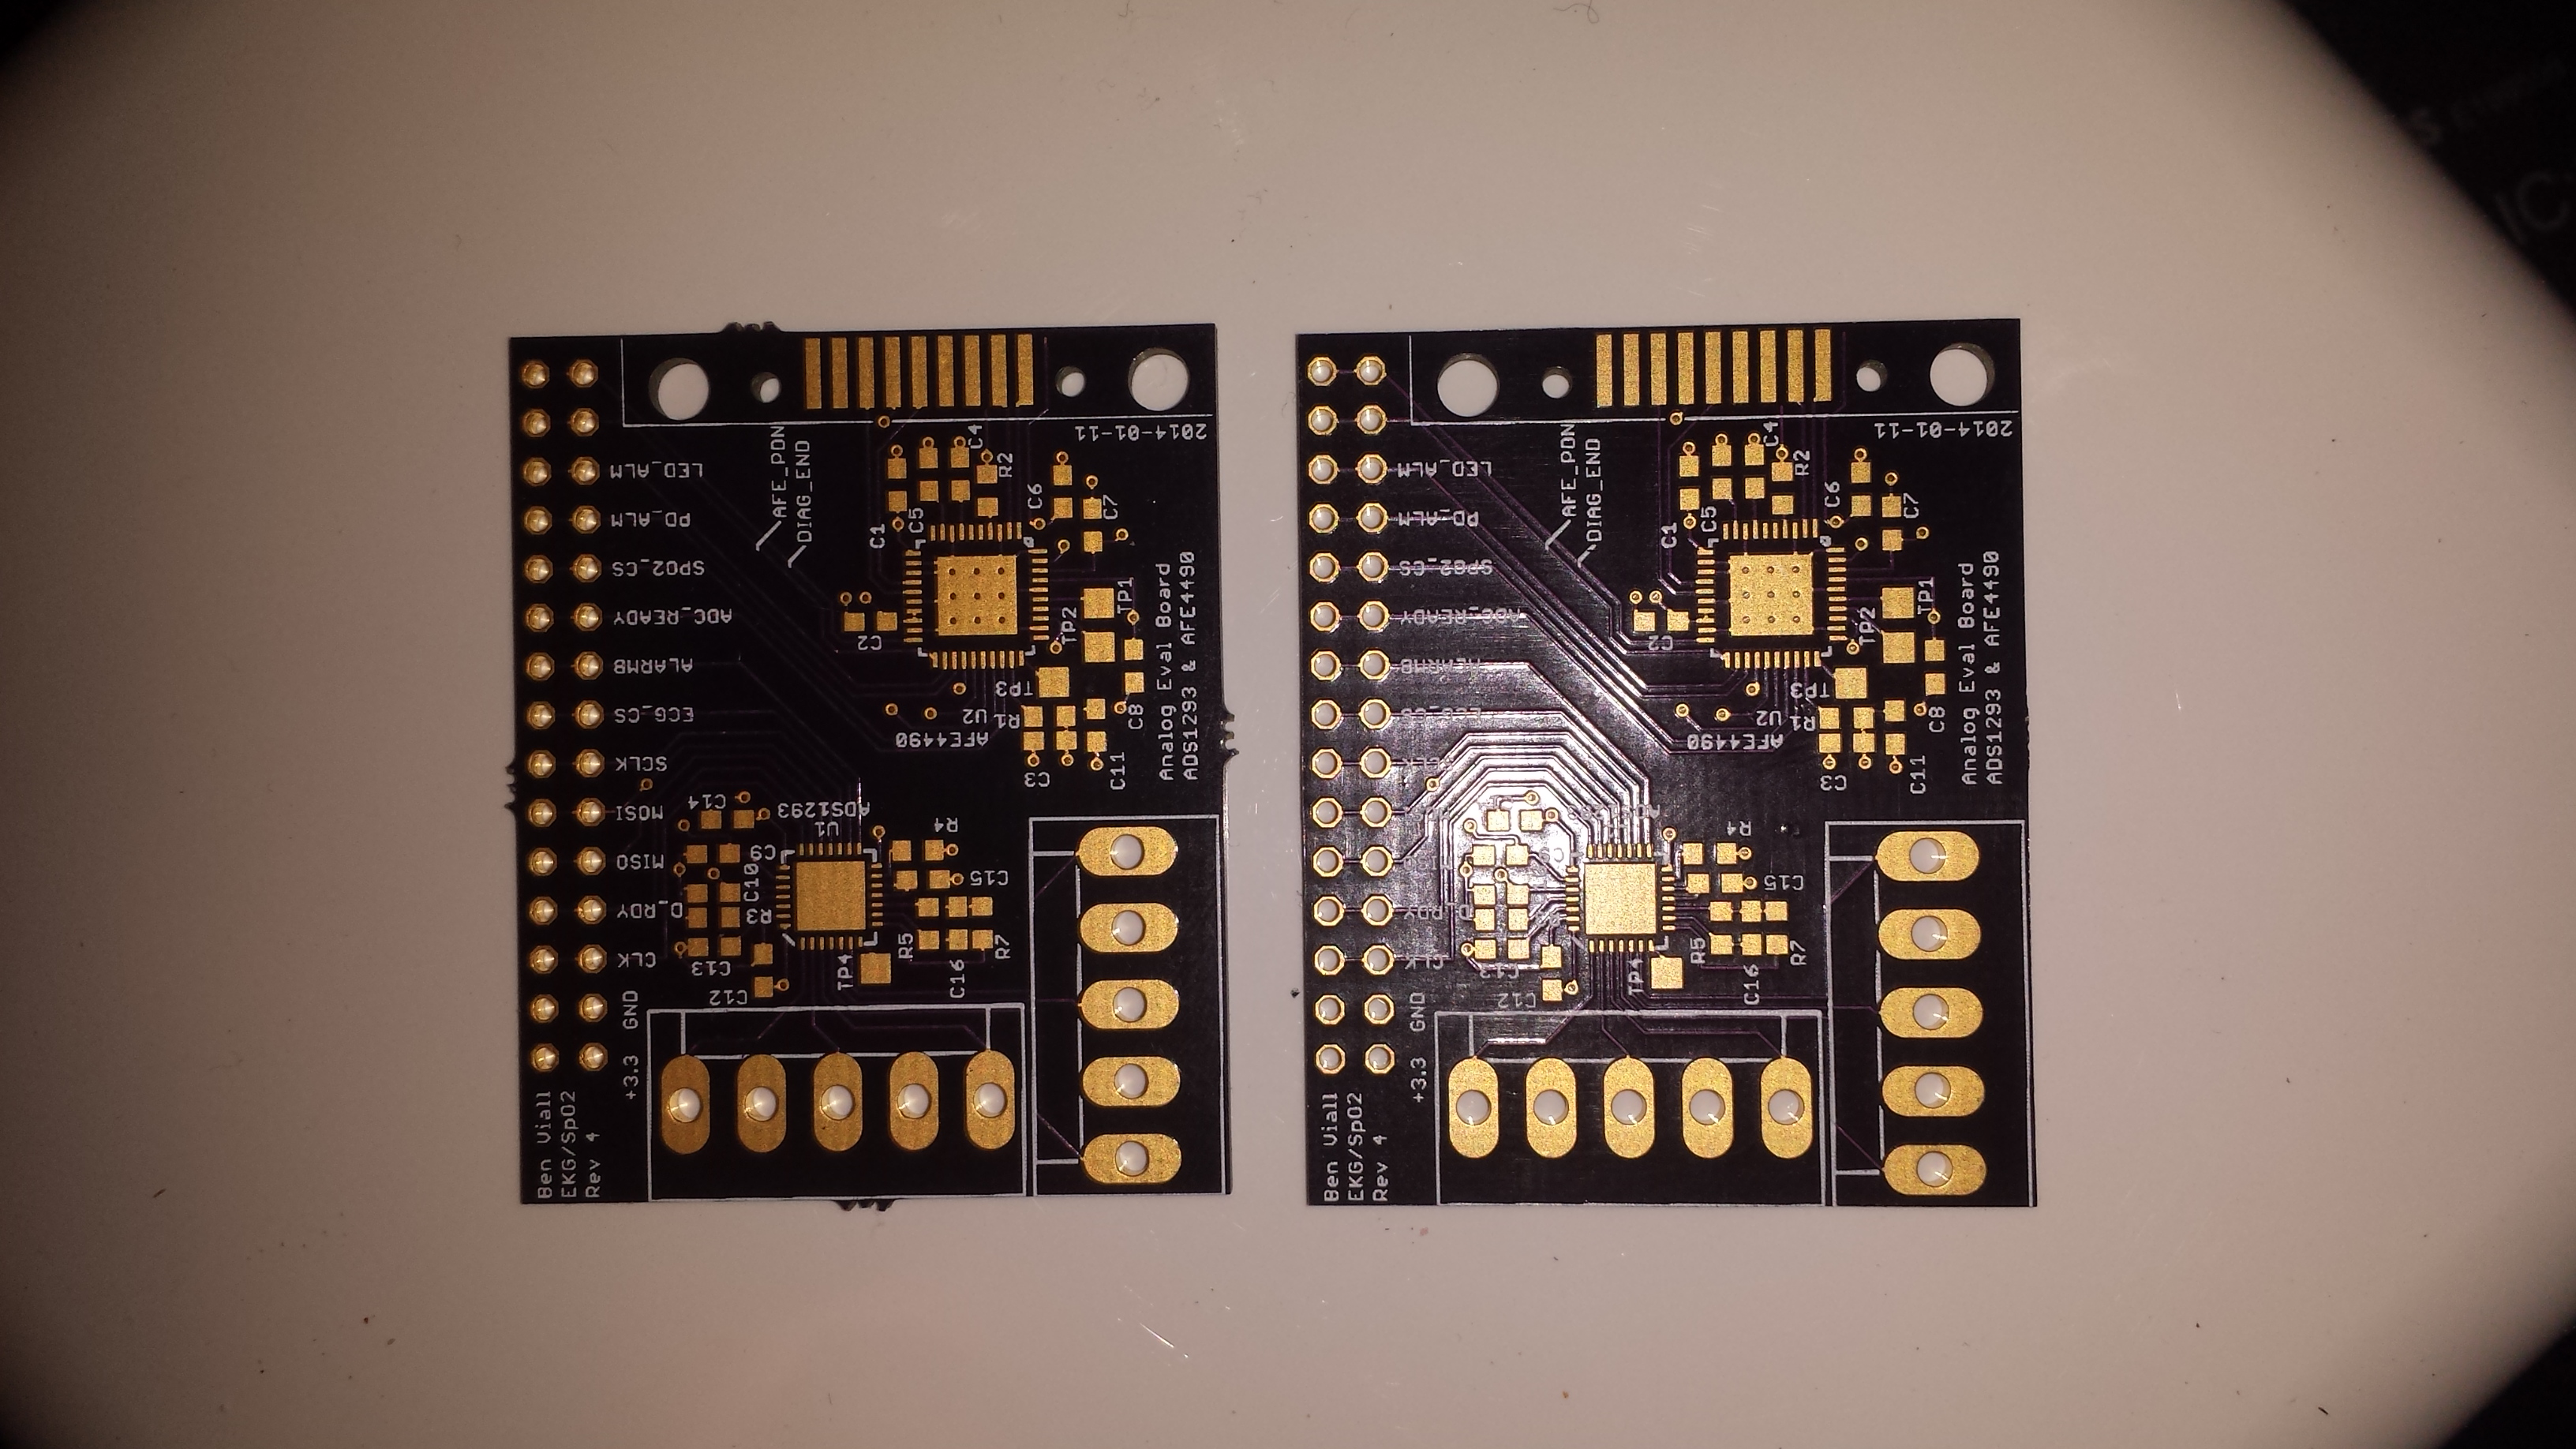 Ben Viall
EKG/SpO2
Rev 4
+3.3 GND
CLK
D_RDY
MISO
MOSI
SCLK
ECG_CS
ALARMB
ADC_READY
SPO2_CS
PD_ALM
LED_ALM
C12
C13
R3
C10
C9
C14
U1
ADS1293
TP4
R5
C16
R7
C15
R4
AFE_PDN
DIAG_END
C2
C1
C5
AFE4490
U2
R1
TP3
C4
R2
C3
C6
TP2
C11
C7
C8
TP1
Analog Eval Board
ADS1293 & AFE4490
2014-01-11
Ben Viall
EKG/SpO2
Rev 4
+3.3 GND
CLK
ADC_READY
SPO2_CS
PD_ALM
LED_ALM
C12
C13
TP4
R5
C16
R7
C15
R4
AFE_PDN
DIAG_END
C2
C1
C5
AFE4490
U2
R1
TP3
C4
R2
C3
C6
TP2
C11
C7
C8
TP1
Analog Eval Board
ADS1293 & AFE4490
2014-01-11